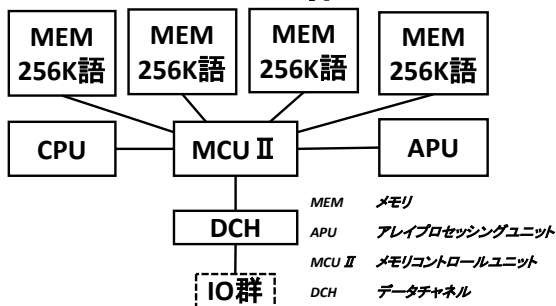 MEM
256K語
MEM
256K語
MEM
256K語
MEM
256K語
CPU
MCU Ⅱ
APU
DCH
IO群
MEM メモリ
APU アレイプロセッシングユニット
MCU Ⅱ メモリコントロールユニット
DCH データチャネル